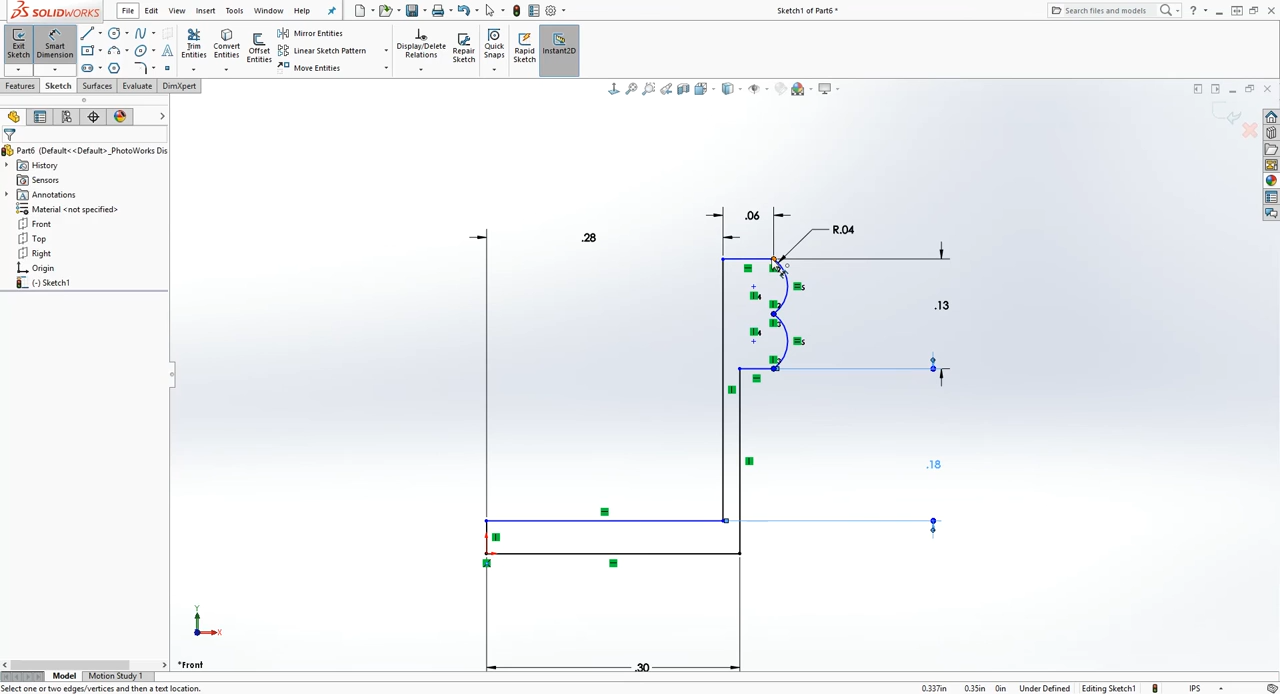 SOLIDWORKS
File Edit View Insert Tools Window Help
Sketch1 of Part6 *
Search files and models
Exit Sketch
Smart Dimension
Trim Entities
Convert Entities
Offset Entities
Mirror Entities
Linear Sketch Pattern
Move Entities
Display/Delete Relations
Repair Sketch
Quick Snaps
Rapid Sketch
Instant2D
Features Sketch Surfaces Evaluate DimXpert
Part6 (Default<<Default>_PhotoWorks Dis
History
Sensors
Annotations
Material <not specified>
Front
Top
Right
Origin
(-) Sketch1
.06
R.04
.28
.13
.18
.30
Y
X
*Front
Model Motion Study 1
Select one or two edges/vertices and then a text location.
0.337in 0.35in 0in Under Defined Editing Sketch1 IPS